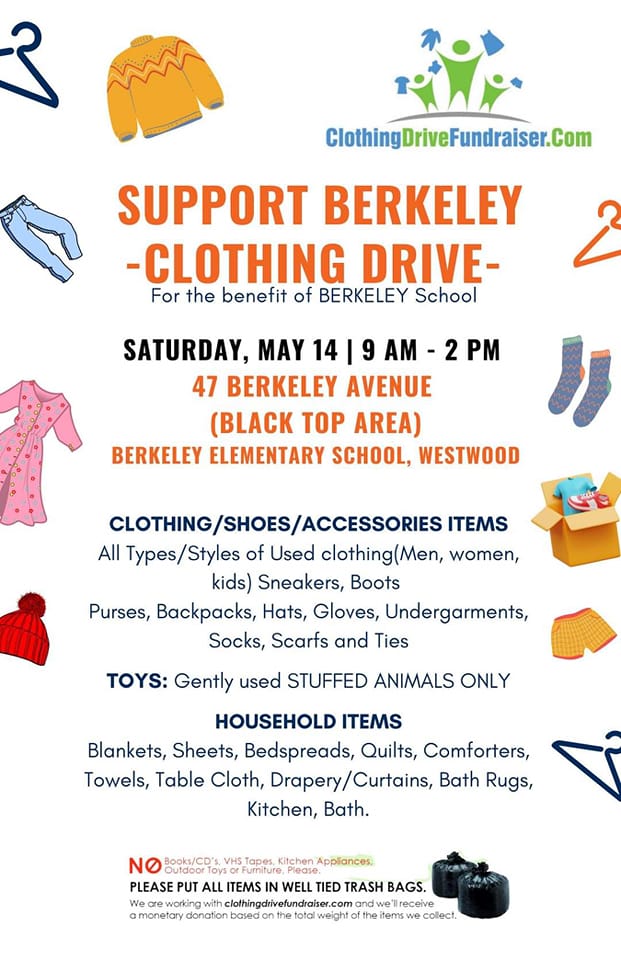 ClothingDriveFundraiser.Com
SUPPORT BERKELEY
-CLOTHING DRIVE-
For the benefit of BERKELEY School
SATURDAY, MAY 14 | 9 AM - 2 PM
47 BERKELEY AVENUE
(BLACK TOP AREA)
BERKELEY ELEMENTARY SCHOOL, WESTWOOD
CLOTHING/SHOES/ACCESSORIES ITEMS
All Types/Styles of Used clothing(Men, women,
kids) Sneakers, Boots
Purses, Backpacks, Hats, Gloves, Undergarments,
Socks, Scarfs and Ties
TOYS: Gently used STUFFED ANIMALS ONLY
HOUSEHOLD ITEMS
Blankets, Sheets, Bedspreads, Quilts, Comforters,
Towels, Table Cloth, Drapery/Curtains, Bath Rugs,
Kitchen, Bath.
NO Books/CD's, VHS Tapes, Kitchen Appliances,
Outdoor Toys or Furniture, Please.
PLEASE PUT ALL ITEMS IN WELL TIED TRASH BAGS.
We are working with clothingdrivefundraiser.com and we'll receive
a monetary donation based on the total weight of the items we collect.